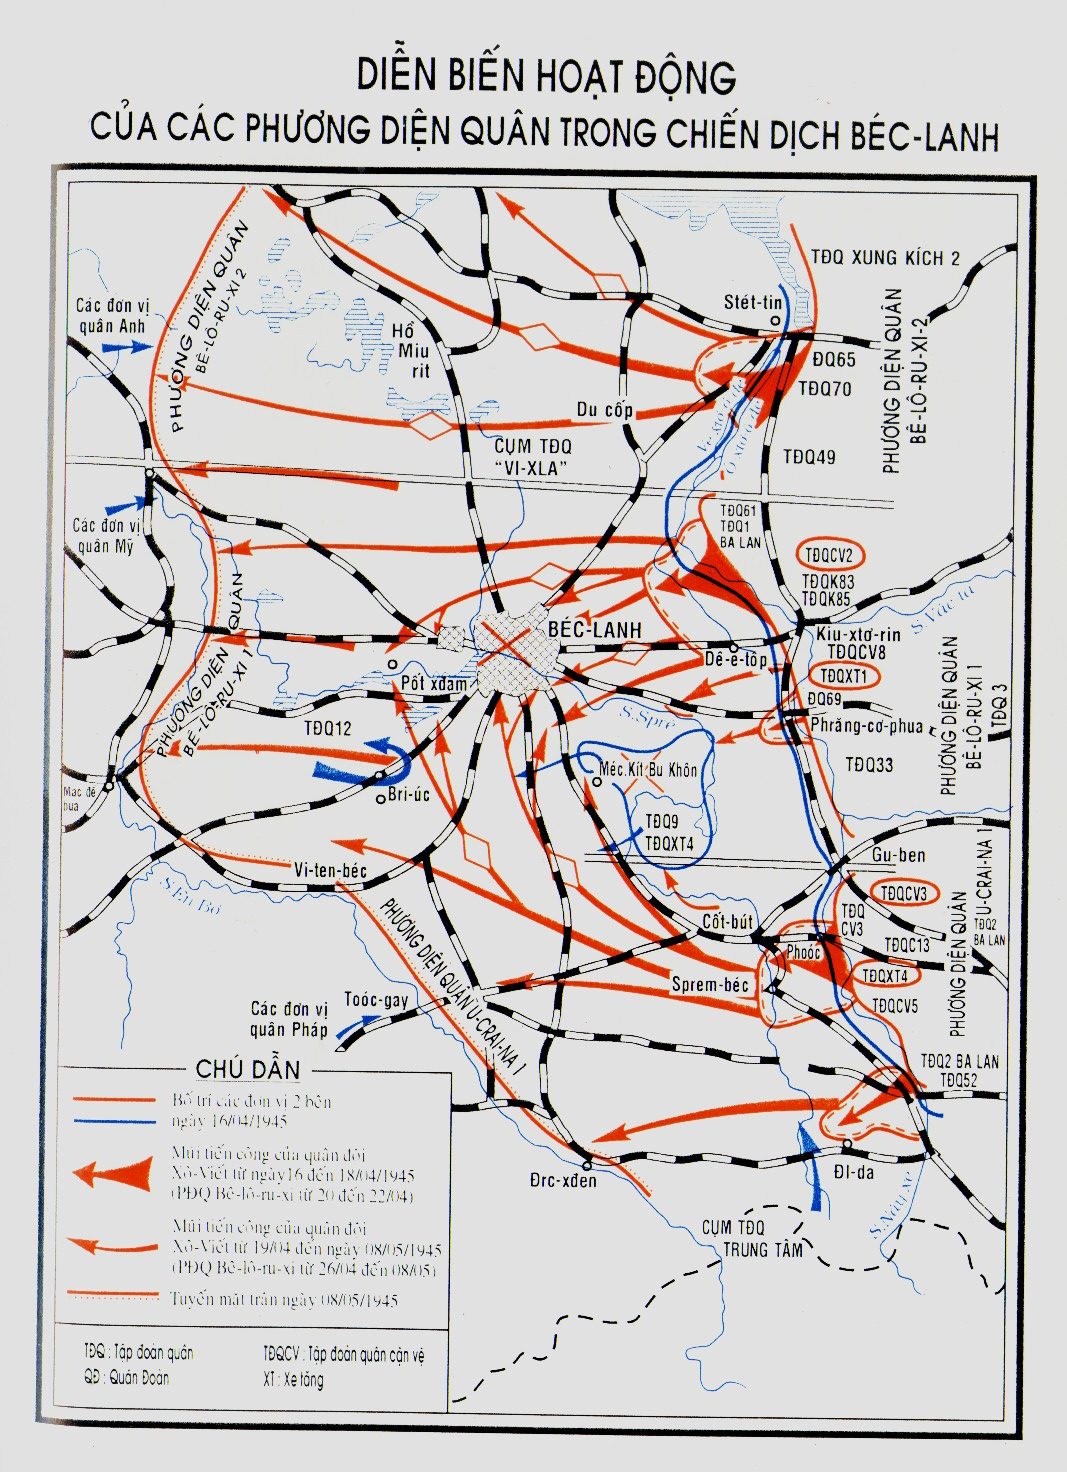 DIỄN BIẾN HOẠT ĐỘNG
CỦA CÁC PHƯƠNG DIỆN QUÂN TRONG CHIẾN DỊCH BÉC-LANH
PHƯƠNG DIỆN QUÂN
BÊ-LÔ-RU-XI 2
TĐQ XUNG KÍCH 2
Các đơn vị
quân Anh
Stét-tin
Hồ
Miu
rit
PHƯƠNG DIỆN QUÂN
BÊ-LÔ-RU-XI-2
ĐQ65
TĐQ70
Du cốp
CỤM TĐQ
"VI-XLA"
TĐQ49
Các đơn vị
quân Mỹ
TĐQ61
TĐQ1
BA LAN
TĐQCV2
TĐQK83
TĐQK85
S.Vác ta
BÉC-LANH
Kiu-xtơ-rin
TĐQCV8
Dê-e-lốp
TĐQXT1
Pốt xđam
ĐQ69
PHƯƠNG DIỆN QUÂN
BÊ-LÔ-RU-XI 1
S.Sprê
Phrăng-cơ-phua
PHƯƠNG DIỆN QUÂN
BÊ-LÔ-RU-XI 1
TĐQ 3
TĐQ12
TĐQ33
Méc.Kít Bu Khôn
Mac đê
bua
Bri-úc
TĐQ9
TĐQXT4
Gu-ben
Vi-ten-béc
S.En Bơ
TĐQCV3
PHƯƠNG DIỆN QUÂN U-CRAI-NA 1
Cốt-bút
TĐQ
CV3
TĐQC13
TĐQ2
BA LAN
PHƯƠNG DIỆN QUÂN
U-CRAI-NA 1
Phoóc
Sprem-béc
TĐQXT4
TĐQCV5
Toóc-gay
Các đơn vị
quân Pháp
TĐQ2 BA LAN
TĐQ52
Đrc-xđen
Đl-da
S.Nây xe
CỤM TĐQ
TRUNG TÂM
CHÚ DẪN
Bố trí các đơn vị 2 bên
ngày 16/04/1945
Mũi tiến công của quân đội
Xô-Viết từ ngày16 đến 18/04/1945
(PĐQ Bê-lô-ru-xi từ 20 đến 22/04)
Mũi tiến công của quân đội
Xô-Viết từ 19/04 đến ngày 08/05/1945
(PĐQ Bê-lô-ru-xi từ 26/04 đến 08/05)
Tuyến mặt trận ngày 08/05/1945
TĐQ : Tập đoàn quân
TĐQCV : Tập đoàn quân cận vệ
QĐ : Quân Đoàn
XT : Xe tăng